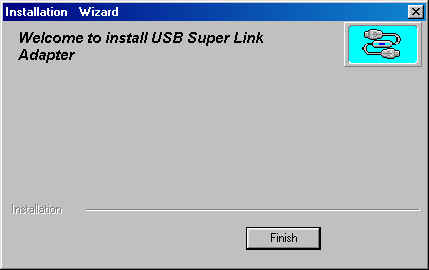 Installation Wizard
Welcome to install USB Super Link
Adapter
Installation
Finish